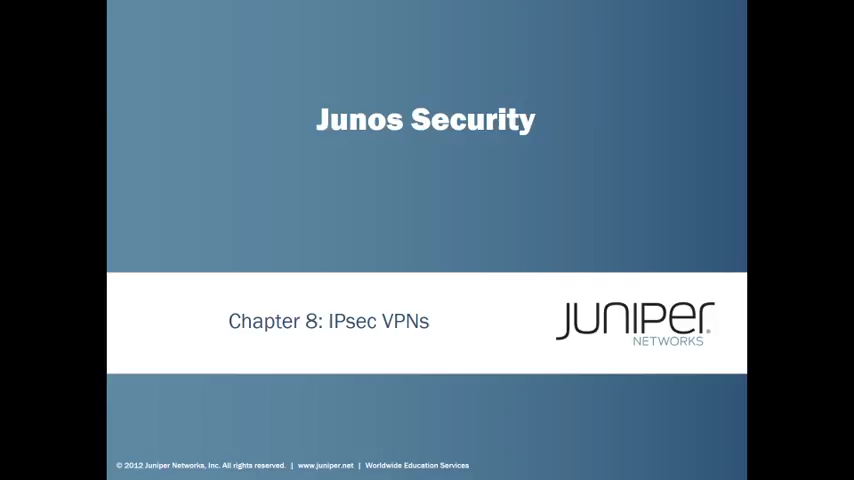 Junos Security
Chapter 8: IPsec VPNs
JUNIPEr
NETWORKS
© 2012 Juniper Networks, Inc. All rights reserved. | www.juniper.net | Worldwide Education Services